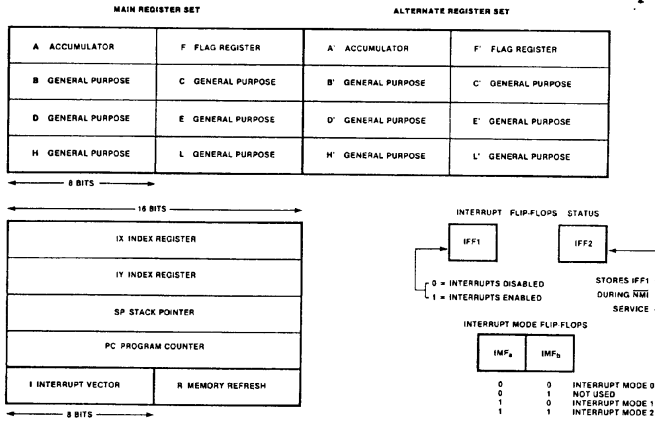 MAIN REGISTER SET
ALTERNATE REGISTER SET
A ACCUMULATOR
F FLAG REGISTER
A' ACCUMULATOR
F' FLAG REGISTER
B GENERAL PURPOSE
C GENERAL PURPOSE
B' GENERAL PURPOSE
C' GENERAL PURPOSE
D GENERAL PURPOSE
E GENERAL PURPOSE
D' GENERAL PURPOSE
E' GENERAL PURPOSE
H GENERAL PURPOSE
L GENERAL PURPOSE
H' GENERAL PURPOSE
L' GENERAL PURPOSE
8 BITS
16 BITS
IX INDEX REGISTER
IY INDEX REGISTER
SP STACK POINTER
PC PROGRAM COUNTER
I INTERRUPT VECTOR
R MEMORY REFRESH
8 BITS
INTERRUPT FLIP-FLOPS STATUS
IFF1
IFF2
0 = INTERRUPTS DISABLED
1 = INTERRUPTS ENABLED
STORES IFF1
DURING NMI
SERVICE
INTERRUPT MODE FLIP-FLOPS
IMFa
IMFb
0 0 INTERRUPT MODE 0
0 1 NOT USED
1 0 INTERRUPT MODE 1
1 1 INTERRUPT MODE 2